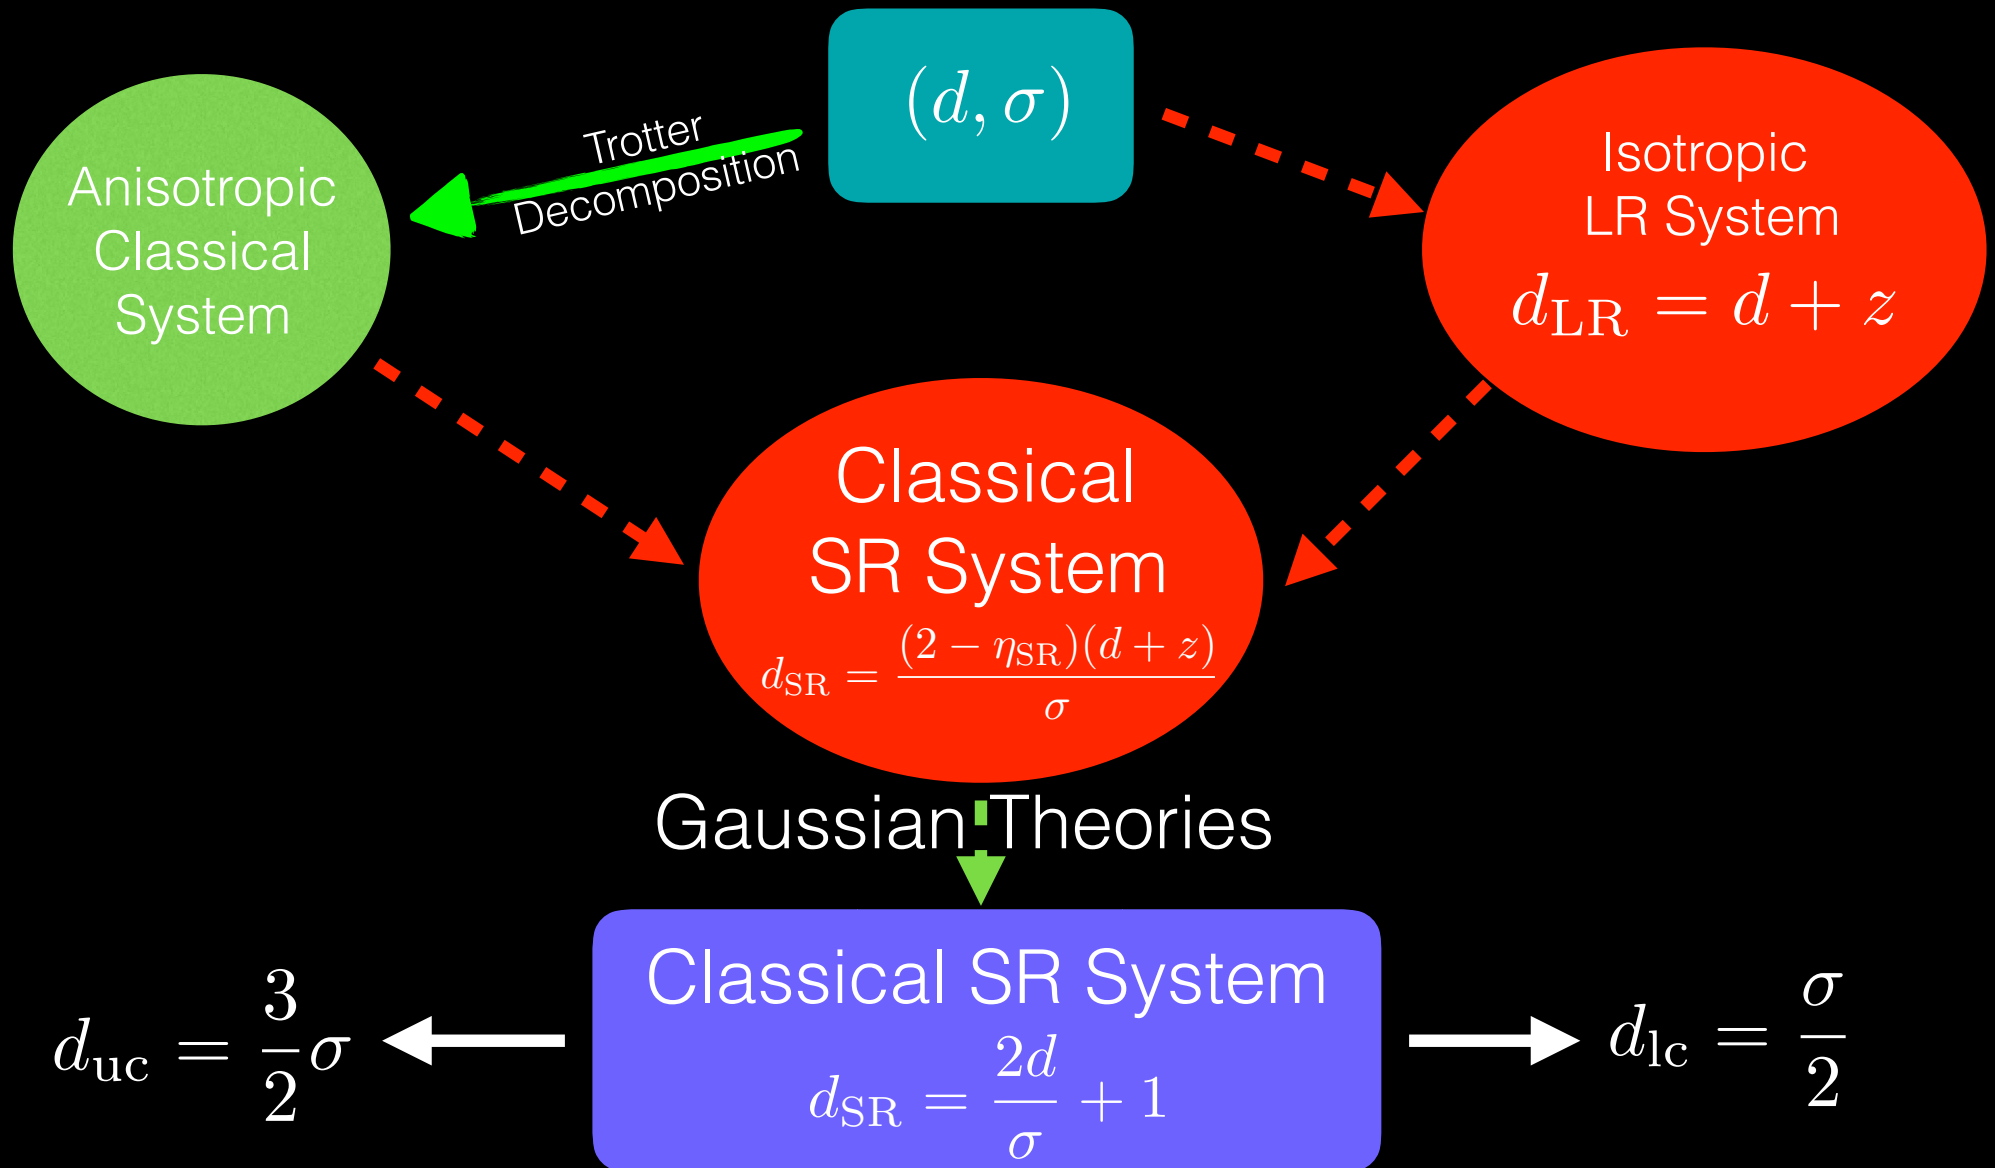 (d, σ)
Trotter
Decomposition
Anisotropic
Classical
System
Isotropic
LR System
d_LR = d + z
Classical
SR System
d_SR = (2 − η_SR)(d + z) / σ
Gaussian Theories
Classical SR System
d_SR = 2d / σ + 1
d_uc = 3/2 σ
d_lc = σ / 2